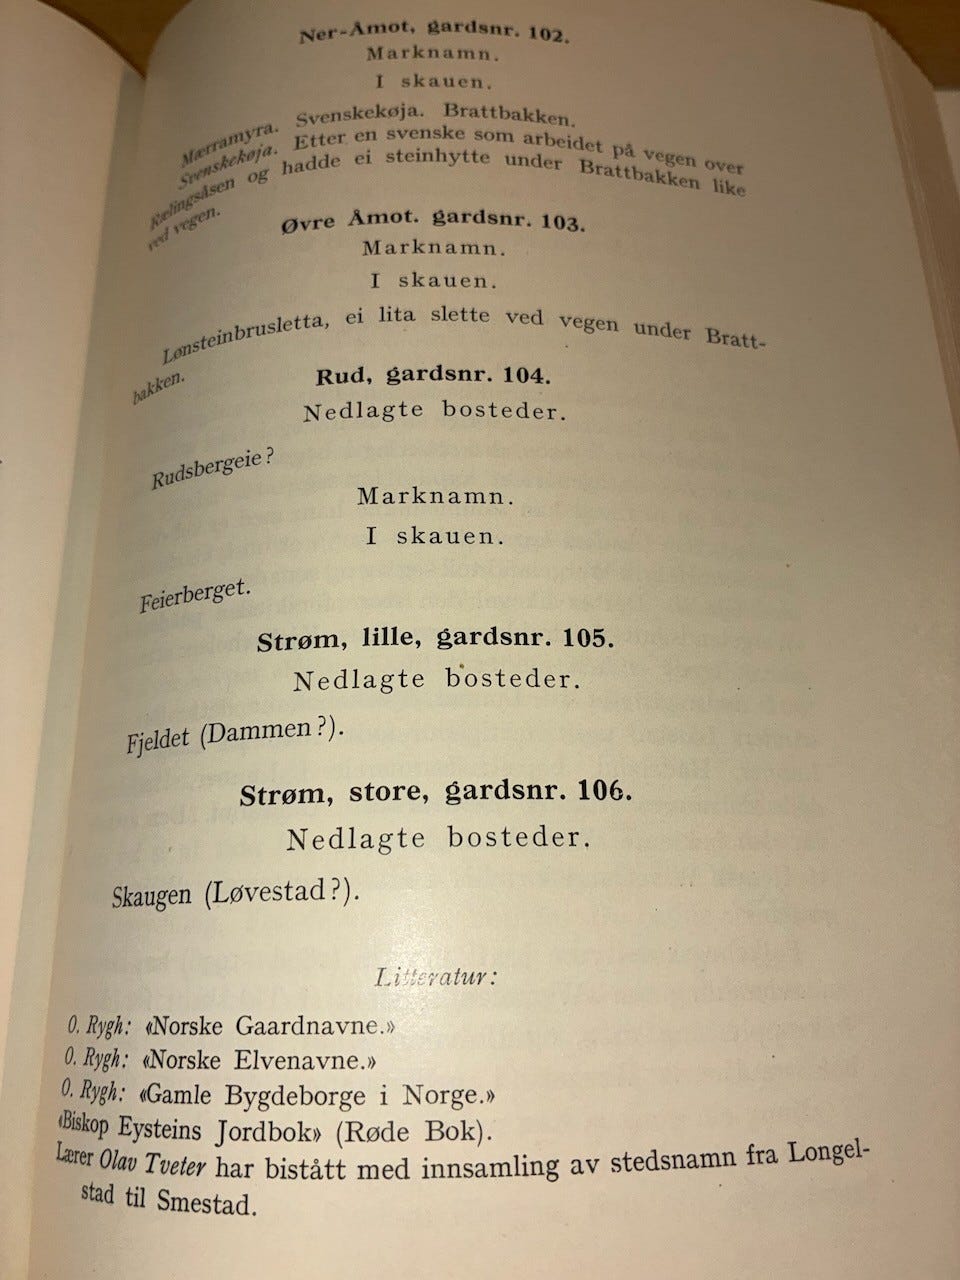 Ner-Åmot, gardsnr. 102.
Marknamn.
I skauen.
Mærramyra. Svenskekøja. Brattbakken.
Svenskekøja. Etter en svenske som arbeidet på vegen over
Rælingsåsen og hadde ei steinhytte under Brattbakken like
ved vegen.
Øvre Åmot. gardsnr. 103.
Marknamn.
I skauen.
Lønsteinbrusletta, ei lita slette ved vegen under Bratt-
bakken.
Rud, gardsnr. 104.
Nedlagte bosteder.
Rudsbergeie?
Marknamn.
I skauen.
Feierberget.
Strøm, lille, gardsnr. 105.
Nedlagte bosteder.
Fjeldet (Dammen?).
Strøm, store, gardsnr. 106.
Nedlagte bosteder.
Skaugen (Løvestad?).
Litteratur:
O. Rygh: «Norske Gaardnavne.»
O. Rygh: «Norske Elvenavne.»
O. Rygh: «Gamle Bygdeborge i Norge.»
«Biskop Eysteins Jordbok» (Røde Bok).
Lærer Olav Tveter har bistått med innsamling av stedsnamn fra Longel-
stad til Smestad.